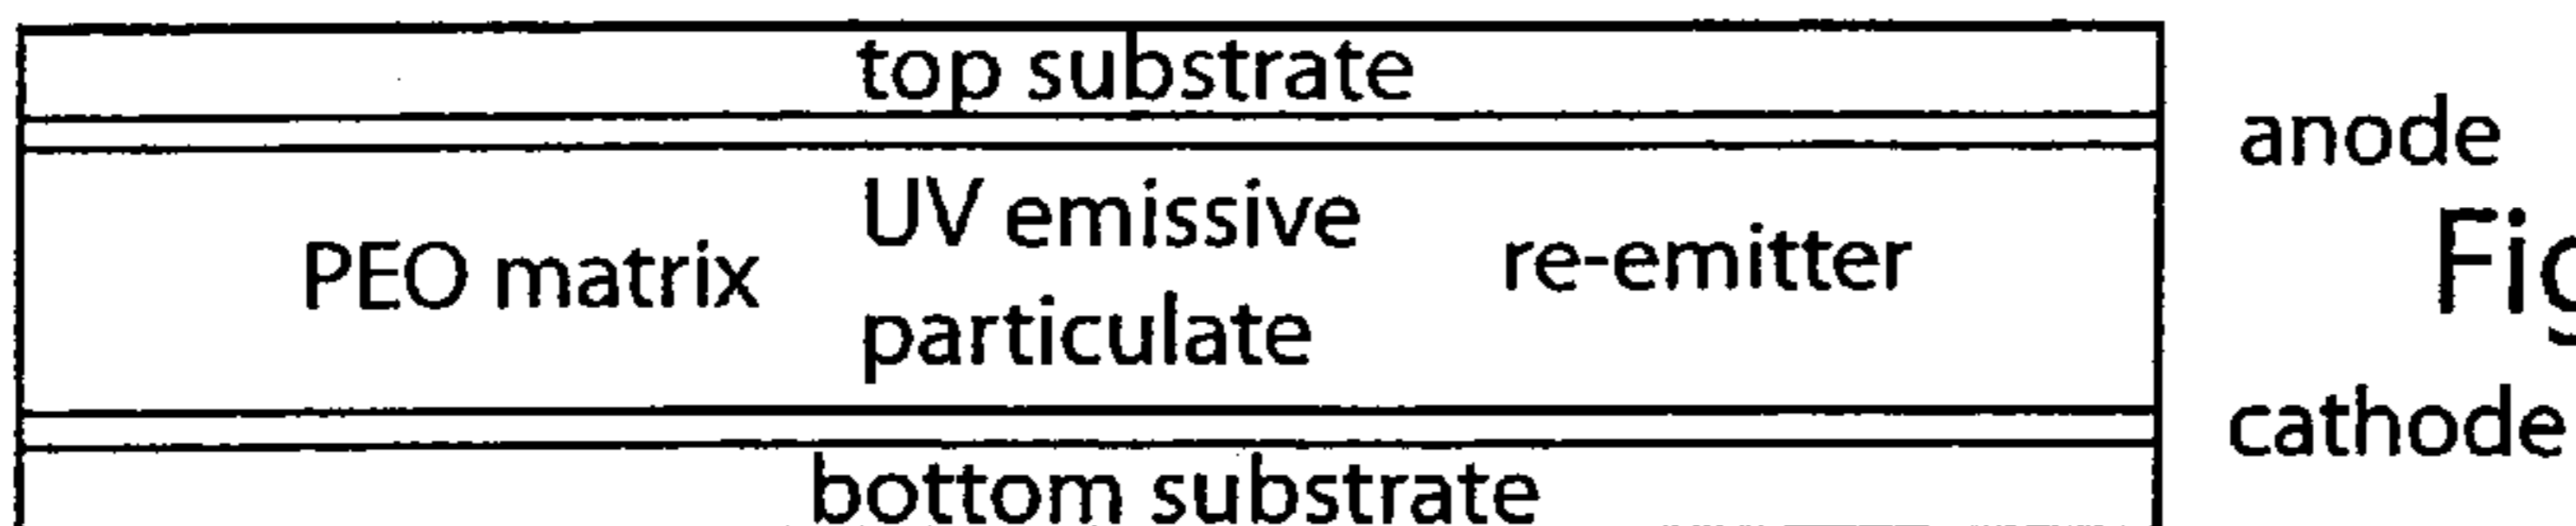 top substrate
anode
UV emissive
PEO matrix
re-emitter
particulate
cathode
bottom substrate